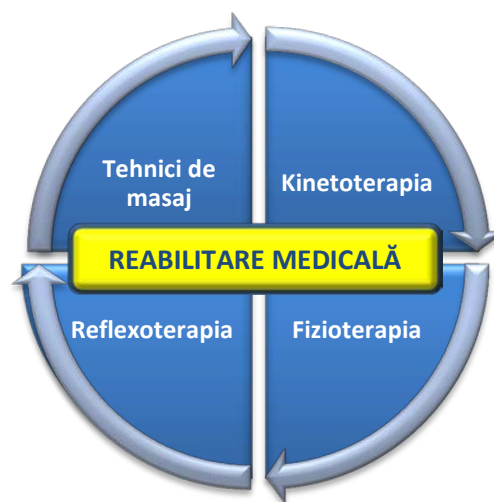 Tehnici de
masaj
Kinetoterapia
REABILITARE MEDICALĂ
Reflexoterapia
Fizioterapia